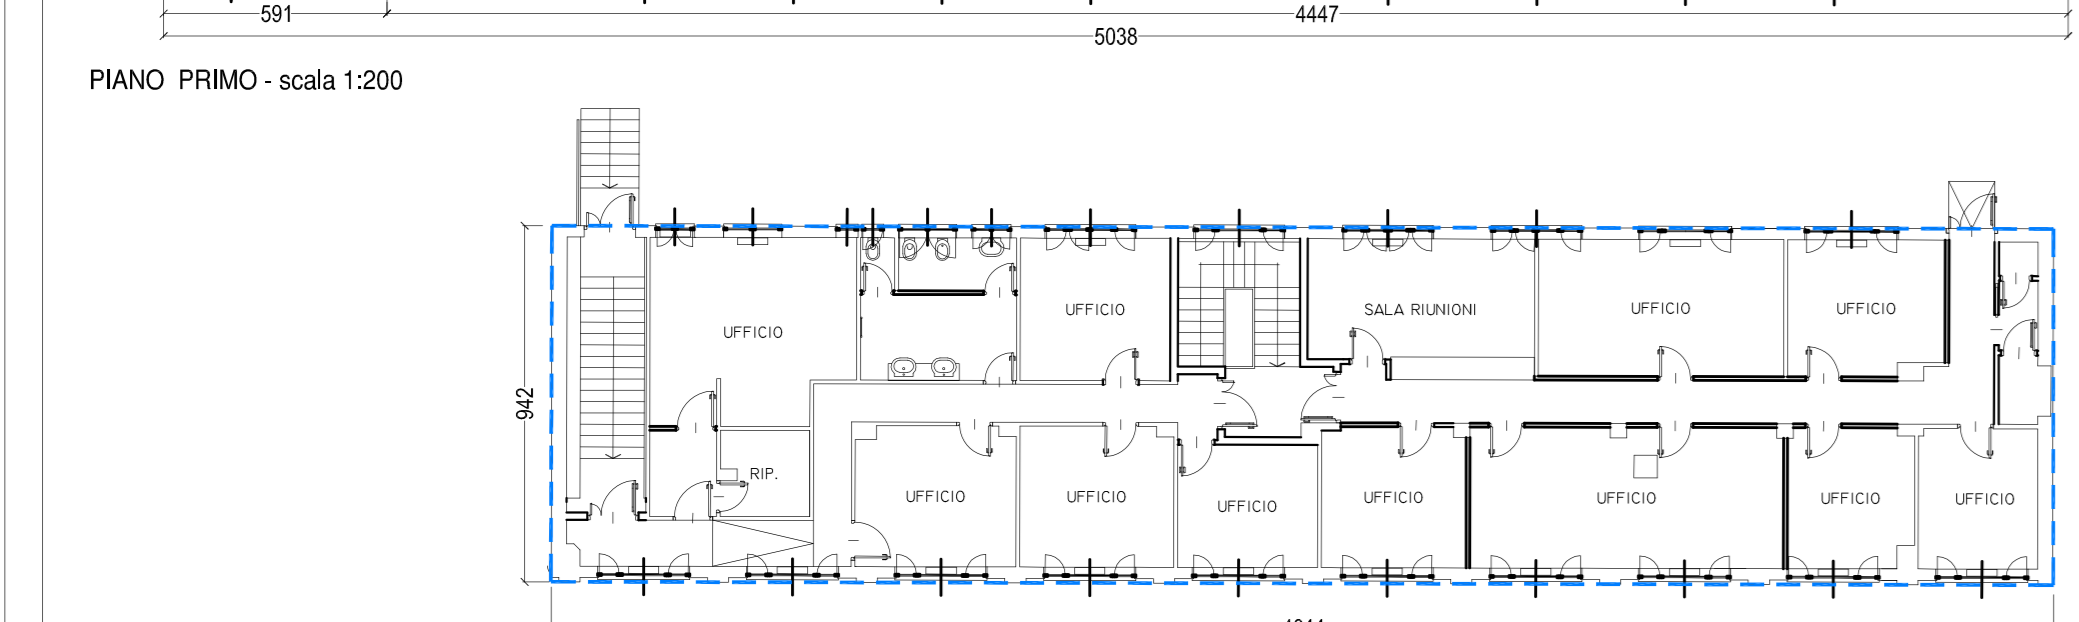 591
4447
5038
PIANO PRIMO - scala 1:200
942
UFFICIO
UFFICIO
SALA RIUNIONI
UFFICIO
UFFICIO
RIP.
UFFICIO
UFFICIO
UFFICIO
UFFICIO
UFFICIO
UFFICIO
UFFICIO